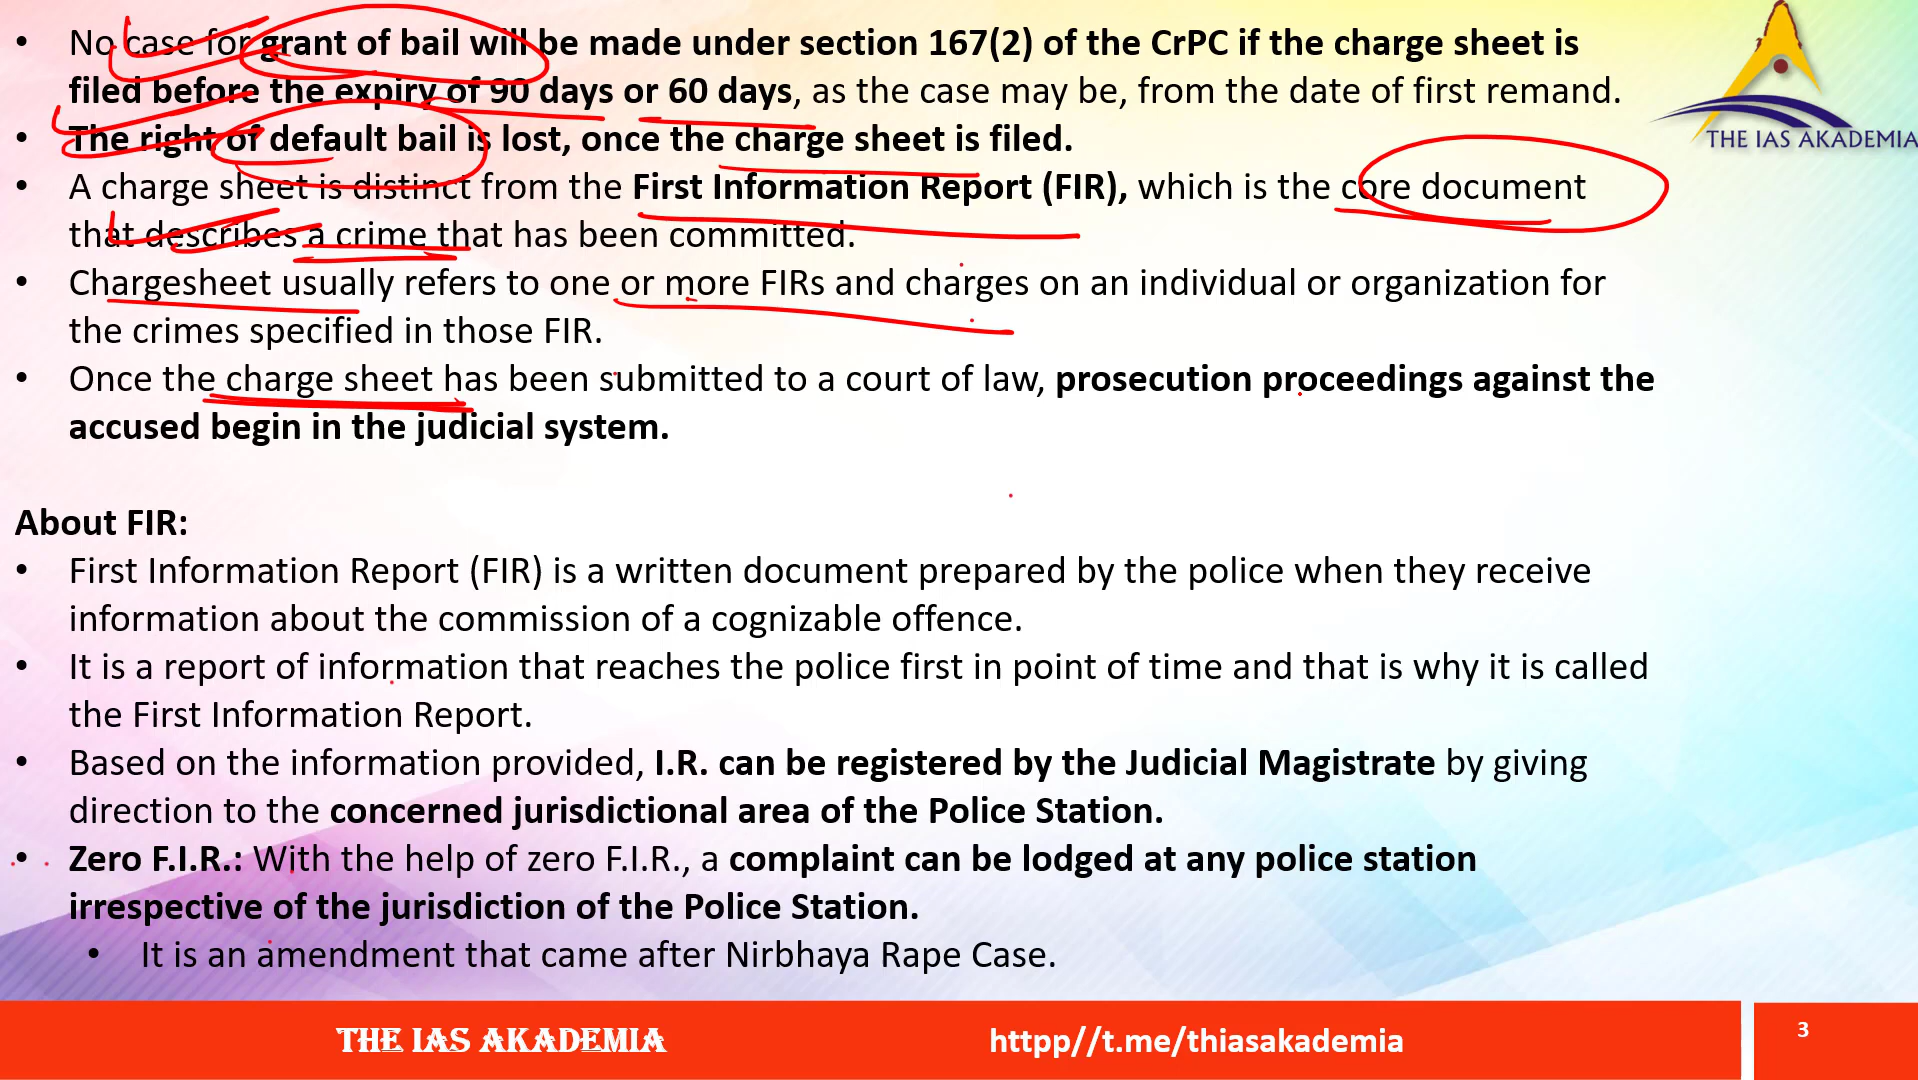 • No case for grant of bail will be made under section 167(2) of the CrPC if the charge sheet is
filed before the expiry of 90 days or 60 days, as the case may be, from the date of first remand.
• The right of default bail is lost, once the charge sheet is filed.
• A charge sheet is distinct from the First Information Report (FIR), which is the core document
that describes a crime that has been committed.
• Chargesheet usually refers to one or more FIRs and charges on an individual or organization for
the crimes specified in those FIR.
• Once the charge sheet has been submitted to a court of law, prosecution proceedings against the
accused begin in the judicial system.
THE IAS AKADEMIA
About FIR:
• First Information Report (FIR) is a written document prepared by the police when they receive
information about the commission of a cognizable offence.
• It is a report of information that reaches the police first in point of time and that is why it is called
the First Information Report.
• Based on the information provided, I.R. can be registered by the Judicial Magistrate by giving
direction to the concerned jurisdictional area of the Police Station.
• Zero F.I.R.: With the help of zero F.I.R., a complaint can be lodged at any police station
irrespective of the jurisdiction of the Police Station.
• It is an amendment that came after Nirbhaya Rape Case.
THE IAS AKADEMIA
httpp//t.me/thiasakademia
3